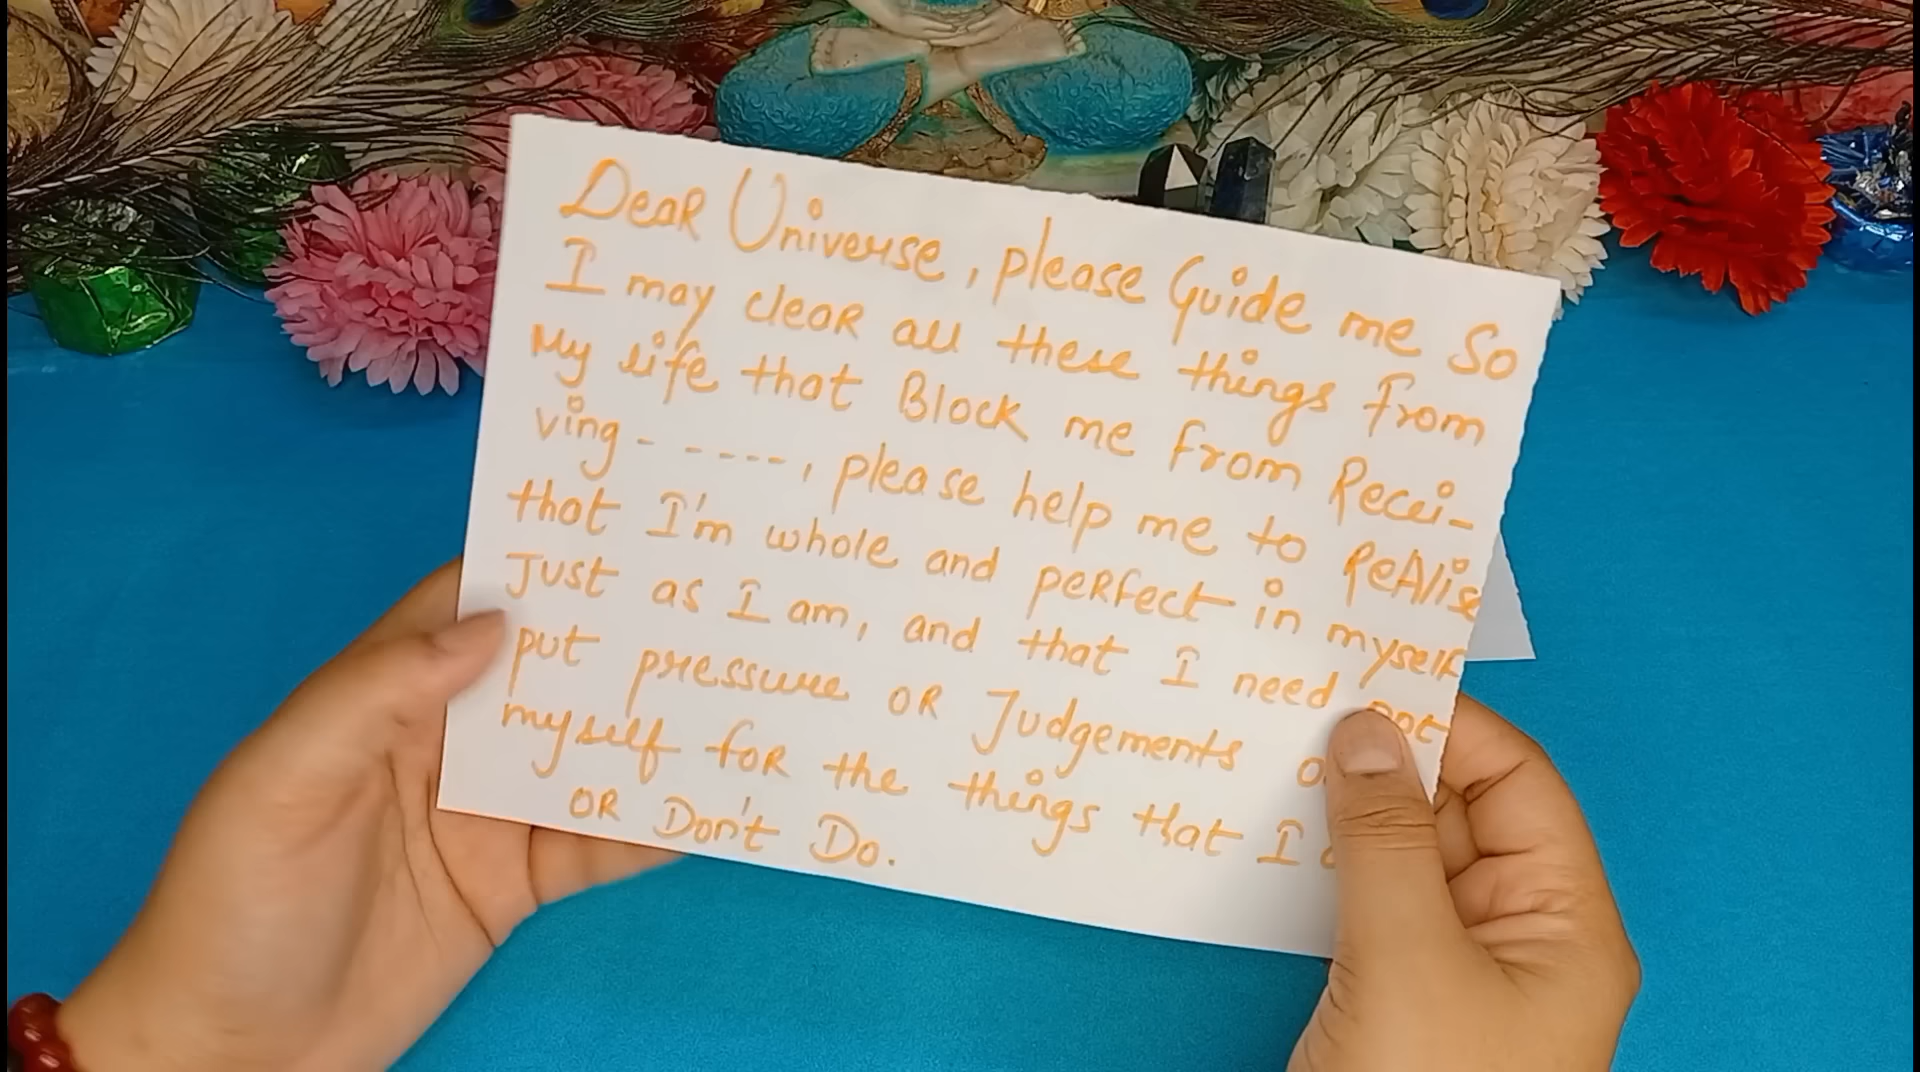 Dear Universe, please Guide me So
I may clear all these things from
My life that Block me from Recei-
ving - ----, please help me to ReAlise
that I'm whole and peRfect in myself
Just as I am, and that I need not
put pressure OR Judgements
myself foR the things that I
OR Don't Do.